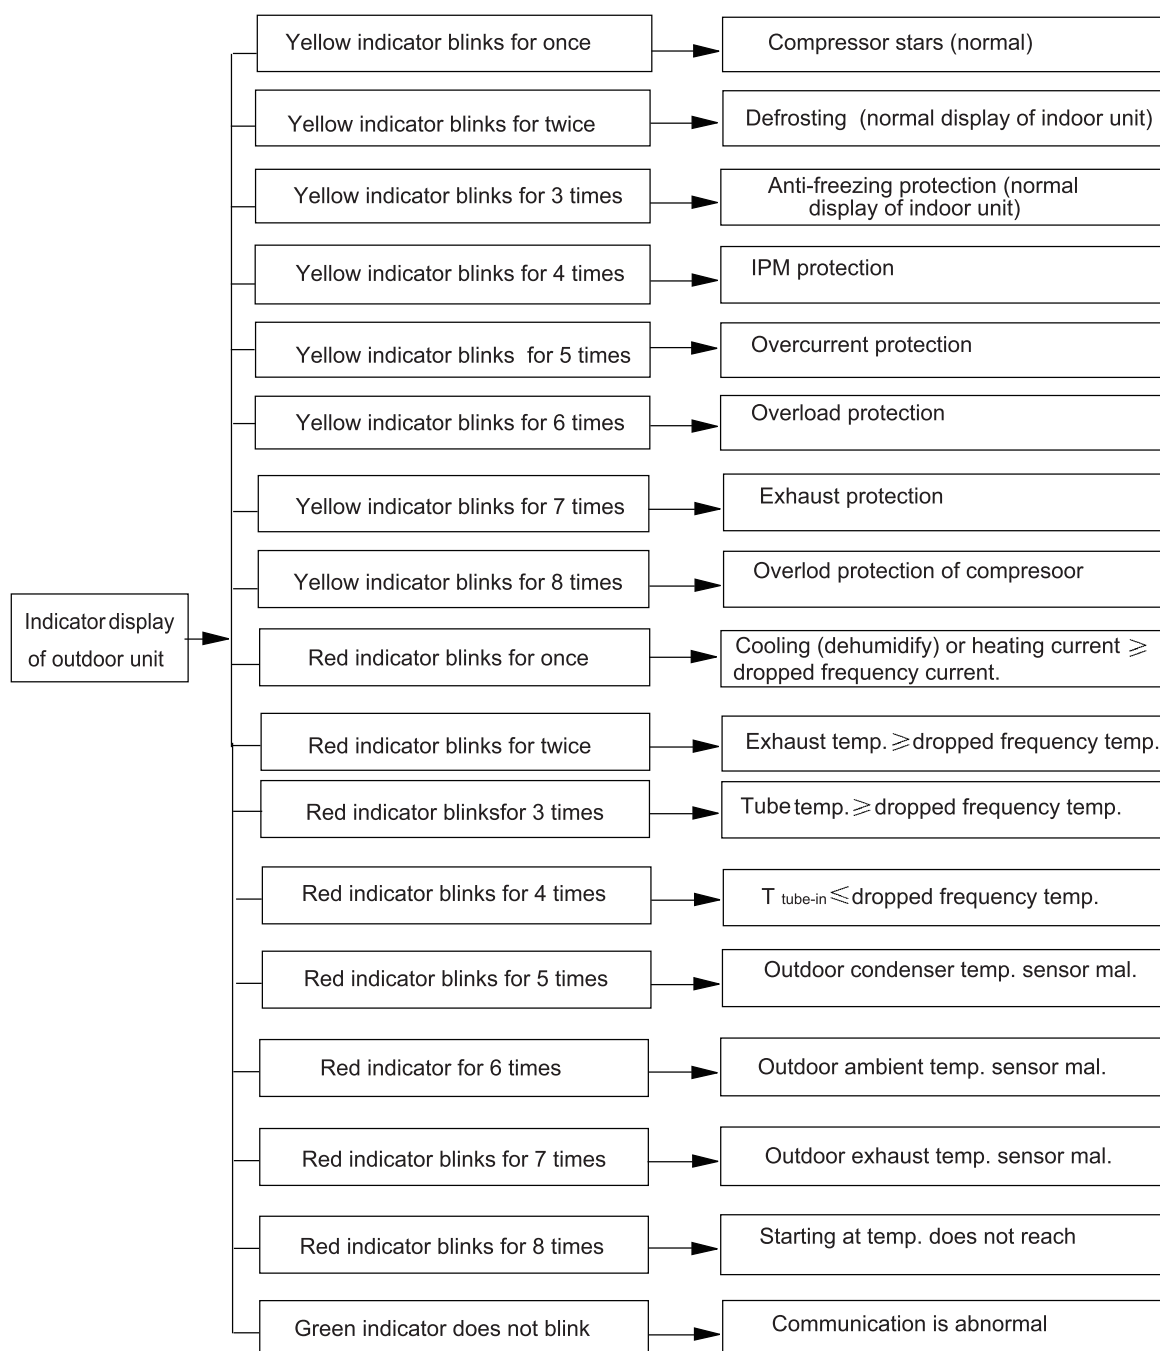 Yellow indicator blinks for once
Compressor stars (normal)
Yellow indicator blinks for twice
Defrosting (normal display of indoor unit)
Yellow indicator blinks for 3 times
Anti-freezing protection (normal
display of indoor unit)
Yellow indicator blinks for 4 times
IPM protection
Yellow indicator blinks for 5 times
Overcurrent protection
Yellow indicator blinks for 6 times
Overload protection
Yellow indicator blinks for 7 times
Exhaust protection
Yellow indicator blinks for 8 times
Overlod protection of compresoor
Indicator display
of outdoor unit
Red indicator blinks for once
Cooling (dehumidify) or heating current ≥
dropped frequency current.
Red indicator blinks for twice
Exhaust temp. ≥dropped frequency temp.
Red indicator blinksfor 3 times
Tube temp. ≥dropped frequency temp.
Red indicator blinks for 4 times
T tube-in ≤dropped frequency temp.
Red indicator blinks for 5 times
Outdoor condenser temp. sensor mal.
Red indicator for 6 times
Outdoor ambient temp. sensor mal.
Red indicator blinks for 7 times
Outdoor exhaust temp. sensor mal.
Red indicator blinks for 8 times
Starting at temp. does not reach
Green indicator does not blink
Communication is abnormal